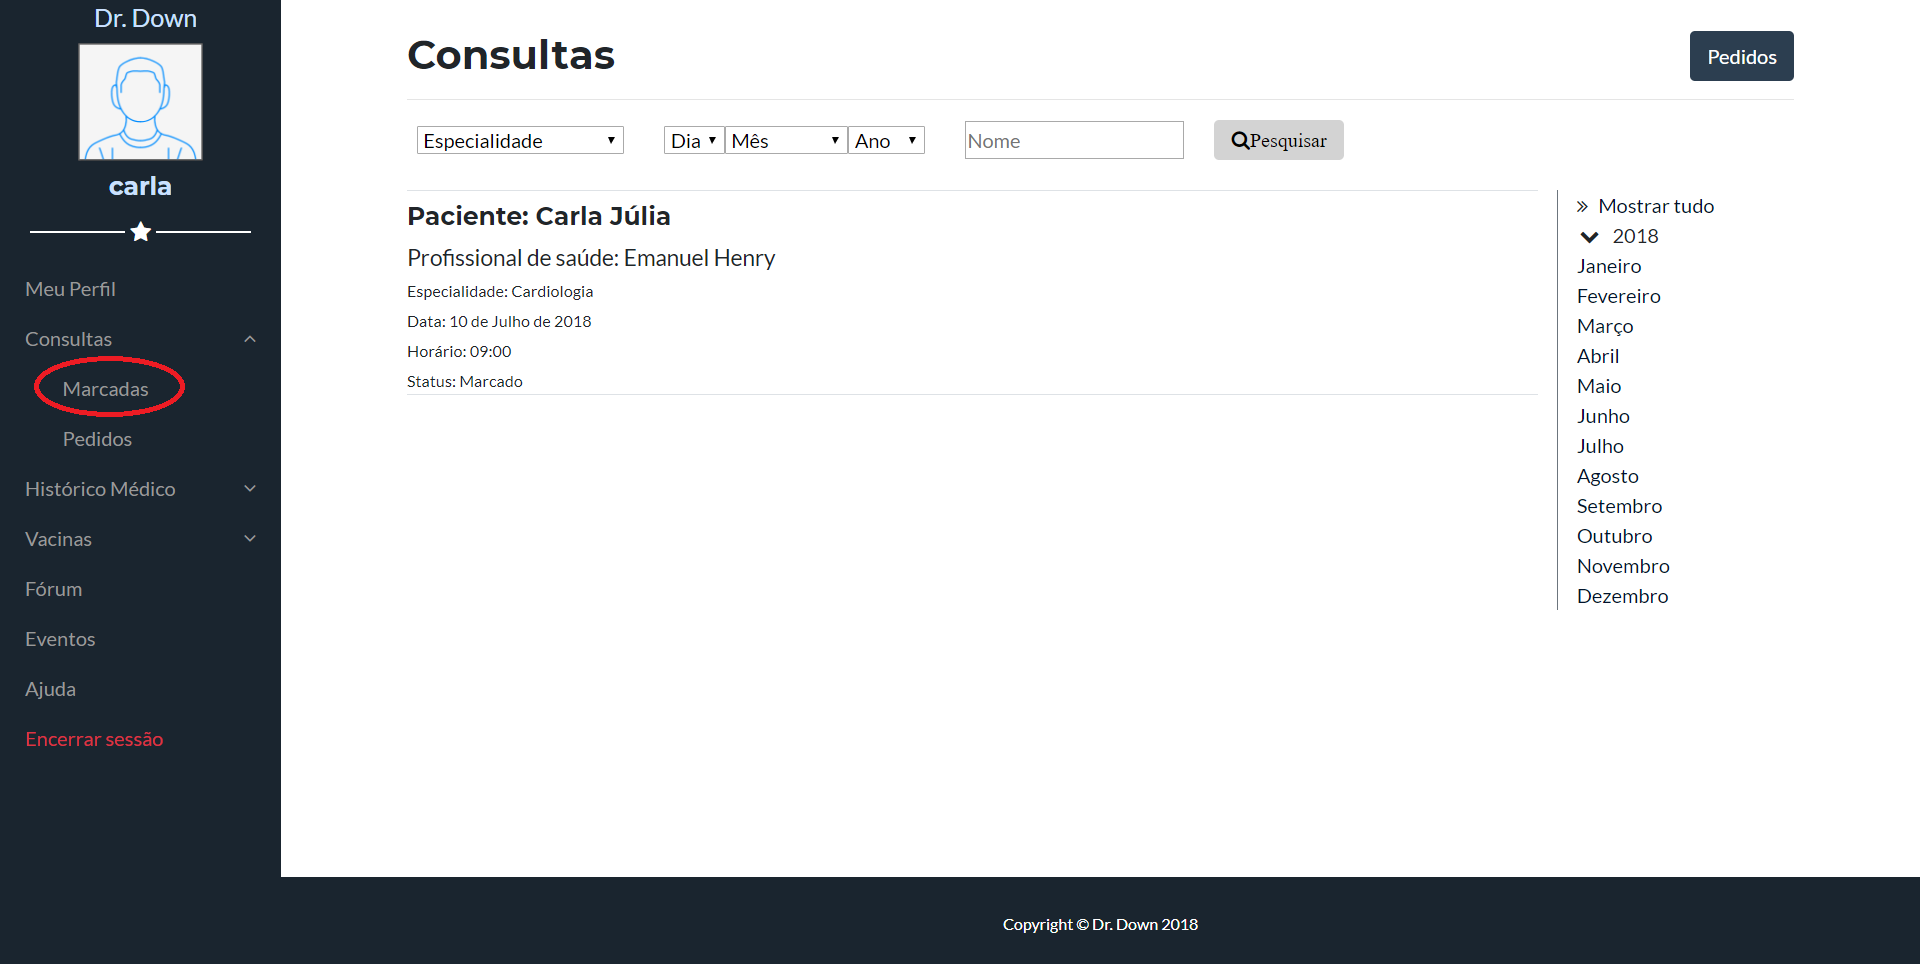 Dr. Down
carla
Meu Perfil
Consultas
Marcadas
Pedidos
Histórico Médico
Vacinas
Fórum
Eventos
Ajuda
Encerrar sessão
Consultas
Pedidos
Especialidade Dia Mês Ano Nome Pesquisar
Paciente: Carla Júlia
Profissional de saúde: Emanuel Henry
Especialidade: Cardiologia
Data: 10 de Julho de 2018
Horário: 09:00
Status: Marcado
Mostrar tudo
2018
Janeiro
Fevereiro
Março
Abril
Maio
Junho
Julho
Agosto
Setembro
Outubro
Novembro
Dezembro
Copyright © Dr. Down 2018